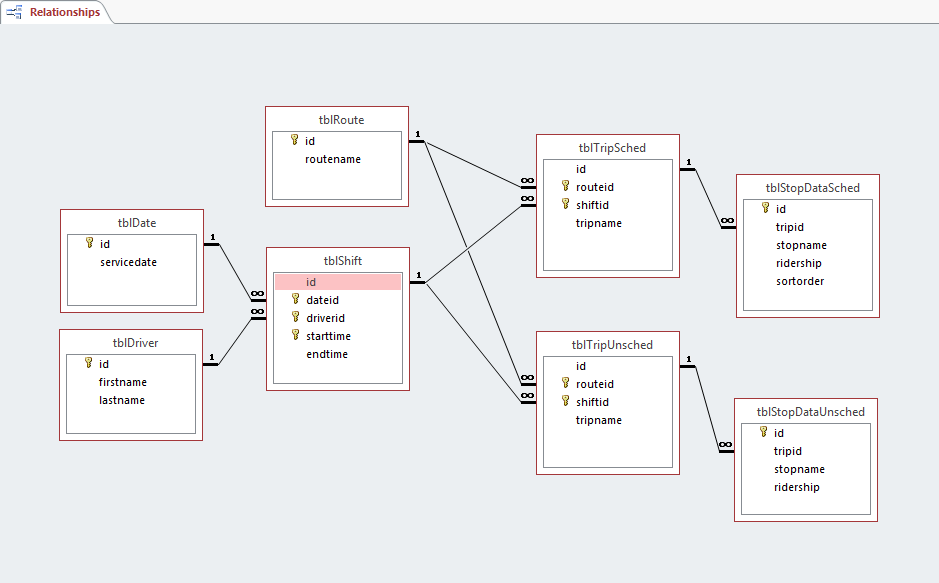 Relationships
tblRoute
id
routename
1
tblTripSched
id
routeid
shiftid
tripname
∞
∞
1
tblStopDataSched
id
tripid
stopname
ridership
sortorder
∞
tblDate
id
servicedate
1
tblShift
id
dateid
driverid
starttime
endtime
∞
∞
1
tblDriver
id
firstname
lastname
1
tblTripUnsched
id
routeid
shiftid
tripname
∞
∞
1
tblStopDataUnsched
id
tripid
stopname
ridership
∞